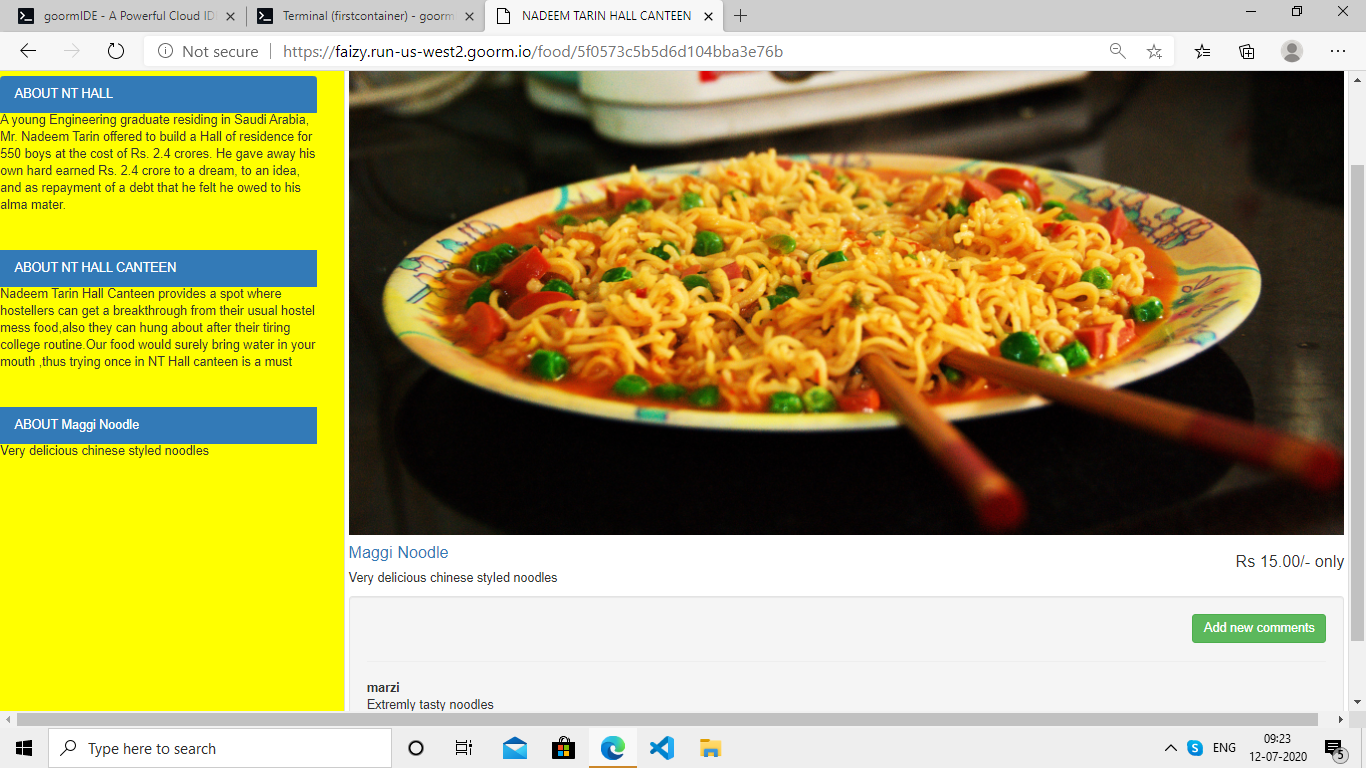 goormIDE - A Powerful Cloud ID
Terminal (firstcontainer) - goorm
NADEEM TARIN HALL CANTEEN
Not secure
https://faizy.run-us-west2.goorm.io/food/5f0573c5b5d6d104bba3e76b
ABOUT NT HALL
A young Engineering graduate residing in Saudi Arabia,
Mr. Nadeem Tarin offered to build a Hall of residence for
550 boys at the cost of Rs. 2.4 crores. He gave away his
own hard earned Rs. 2.4 crore to a dream, to an idea,
and as repayment of a debt that he felt he owed to his
alma mater.
ABOUT NT HALL CANTEEN
Nadeem Tarin Hall Canteen provides a spot where
hostellers can get a breakthrough from their usual hostel
mess food,also they can hung about after their tiring
college routine.Our food would surely bring water in your
mouth ,thus trying once in NT Hall canteen is a must
ABOUT Maggi Noodle
Very delicious chinese styled noodles
Maggi Noodle
Rs 15.00/- only
Very delicious chinese styled noodles
Add new comments
marzi
Extremly tasty noodles
Type here to search
ENG
09:23
12-07-2020
5